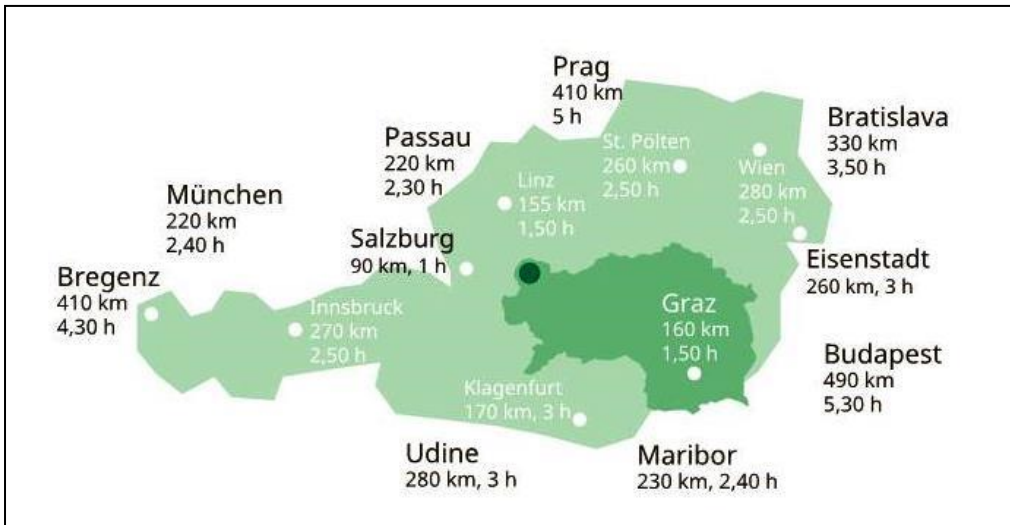 Prag
410 km
5 h
Bratislava
330 km
3,50 h
Passau
220 km
2,30 h
St. Pölten
260 km
2,50 h
Wien
280 km
2,50 h
Linz
155 km
1,50 h
München
220 km
2,40 h
Salzburg
90 km, 1 h
Eisenstadt
260 km, 3 h
Bregenz
410 km
4,30 h
Innsbruck
270 km
2,50 h
Graz
160 km
1,50 h
Budapest
490 km
5,30 h
Klagenfurt
170 km, 3 h
Udine
280 km, 3 h
Maribor
230 km, 2,40 h